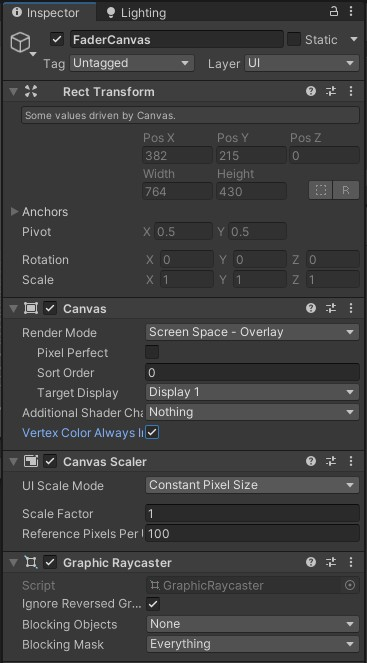 Inspector Lighting
FaderCanvas Static
Tag Untagged Layer UI
Rect Transform
Some values driven by Canvas.
Pos X Pos Y Pos Z
382 215 0
Width Height
764 430 R
Anchors
Pivot X 0.5 Y 0.5
Rotation X 0 Y 0 Z 0
Scale X 1 Y 1 Z 1
Canvas
Render Mode Screen Space - Overlay
Pixel Perfect
Sort Order 0
Target Display Display 1
Additional Shader Cha Nothing
Vertex Color Always I
Canvas Scaler
UI Scale Mode Constant Pixel Size
Scale Factor 1
Reference Pixels Per 100
Graphic Raycaster
Script GraphicRaycaster
Ignore Reversed Gr...
Blocking Objects None
Blocking Mask Everything